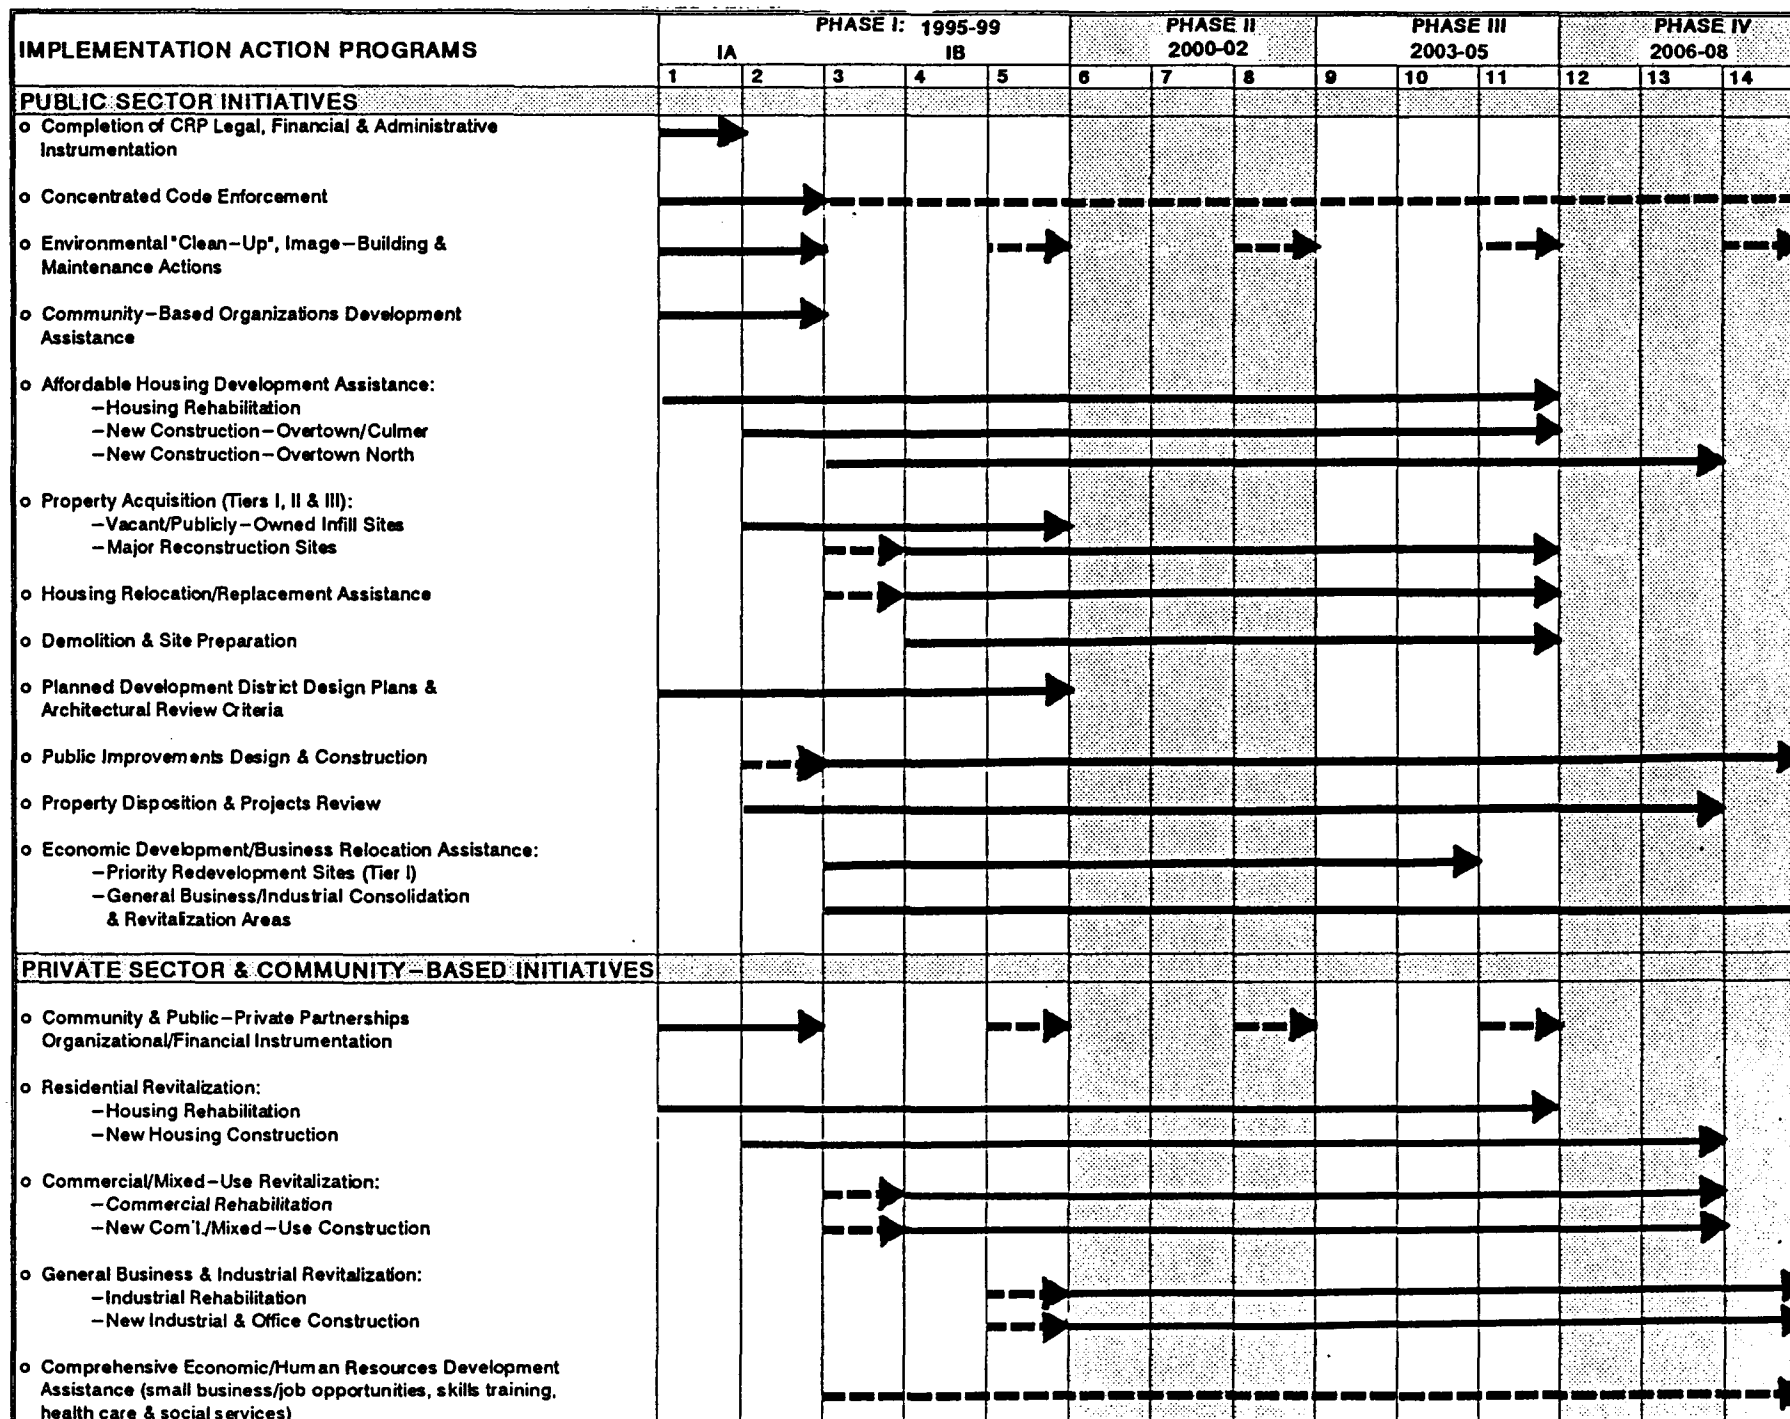 PHASE I: 1995-99 PHASE II PHASE III PHASE IV
IMPLEMENTATION ACTION PROGRAMS IA IB 2000-02 2003-05 2006-08
1 2 3 4 5 6 7 8 9 10 11 12 13 14
PUBLIC SECTOR INITIATIVES
o Completion of CRP Legal, Financial & Administrative
Instrumentation
o Concentrated Code Enforcement
o Environmental "Clean-Up", Image-Building &
Maintenance Actions
o Community-Based Organizations Development
Assistance
o Affordable Housing Development Assistance:
-Housing Rehabilitation
-New Construction-Overtown/Culmer
-New Construction-Overtown North
o Property Acquisition (Tiers I, II & III):
-Vacant/Publicly-Owned Infill Sites
-Major Reconstruction Sites
o Housing Relocation/Replacement Assistance
o Demolition & Site Preparation
o Planned Development District Design Plans &
Architectural Review Criteria
o Public Improvements Design & Construction
o Property Disposition & Projects Review
o Economic Development/Business Relocation Assistance:
-Priority Redevelopment Sites (Tier I)
-General Business/Industrial Consolidation
& Revitalization Areas
PRIVATE SECTOR & COMMUNITY-BASED INITIATIVES
o Community & Public-Private Partnerships
Organizational/Financial Instrumentation
o Residential Revitalization:
-Housing Rehabilitation
-New Housing Construction
o Commercial/Mixed-Use Revitalization:
-Commercial Rehabilitation
-New Com'l./Mixed-Use Construction
o General Business & Industrial Revitalization:
-Industrial Rehabilitation
-New Industrial & Office Construction
o Comprehensive Economic/Human Resources Development
Assistance (small business/job opportunities, skills training,
health care & social services)